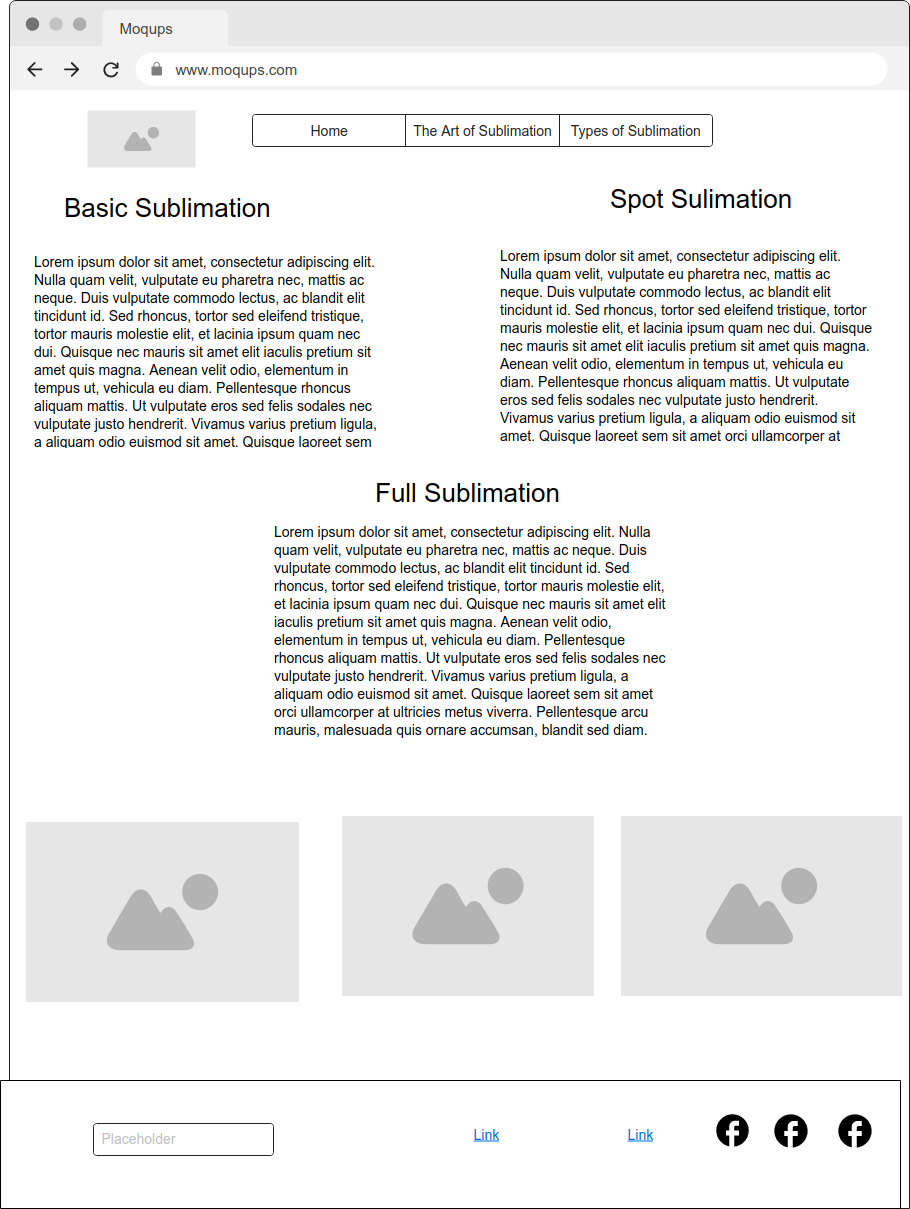 Moqups
www.moqups.com
Home
The Art of Sublimation
Types of Sublimation
Basic Sublimation
Lorem ipsum dolor sit amet, consectetur adipiscing elit.
Nulla quam velit, vulputate eu pharetra nec, mattis ac
neque. Duis vulputate commodo lectus, ac blandit elit
tincidunt id. Sed rhoncus, tortor sed eleifend tristique,
tortor mauris molestie elit, et lacinia ipsum quam nec
dui. Quisque nec mauris sit amet elit iaculis pretium sit
amet quis magna. Aenean velit odio, elementum in
tempus ut, vehicula eu diam. Pellentesque rhoncus
aliquam mattis. Ut vulputate eros sed felis sodales nec
vulputate justo hendrerit. Vivamus varius pretium ligula,
a aliquam odio euismod sit amet. Quisque laoreet sem
Spot Sulimation
Lorem ipsum dolor sit amet, consectetur adipiscing elit.
Nulla quam velit, vulputate eu pharetra nec, mattis ac
neque. Duis vulputate commodo lectus, ac blandit elit
tincidunt id. Sed rhoncus, tortor sed eleifend tristique, tortor
mauris molestie elit, et lacinia ipsum quam nec dui. Quisque
nec mauris sit amet elit iaculis pretium sit amet quis magna.
Aenean velit odio, elementum in tempus ut, vehicula eu
diam. Pellentesque rhoncus aliquam mattis. Ut vulputate
eros sed felis sodales nec vulputate justo hendrerit.
Vivamus varius pretium ligula, a aliquam odio euismod sit
amet. Quisque laoreet sem sit amet orci ullamcorper at
Full Sublimation
Lorem ipsum dolor sit amet, consectetur adipiscing elit. Nulla
quam velit, vulputate eu pharetra nec, mattis ac neque. Duis
vulputate commodo lectus, ac blandit elit tincidunt id. Sed
rhoncus, tortor sed eleifend tristique, tortor mauris molestie elit,
et lacinia ipsum quam nec dui. Quisque nec mauris sit amet elit
iaculis pretium sit amet quis magna. Aenean velit odio,
elementum in tempus ut, vehicula eu diam. Pellentesque
rhoncus aliquam mattis. Ut vulputate eros sed felis sodales nec
vulputate justo hendrerit. Vivamus varius pretium ligula, a
aliquam odio euismod sit amet. Quisque laoreet sem sit amet
orci ullamcorper at ultricies metus viverra. Pellentesque arcu
mauris, malesuada quis ornare accumsan, blandit sed diam.
Placeholder
Link
Link